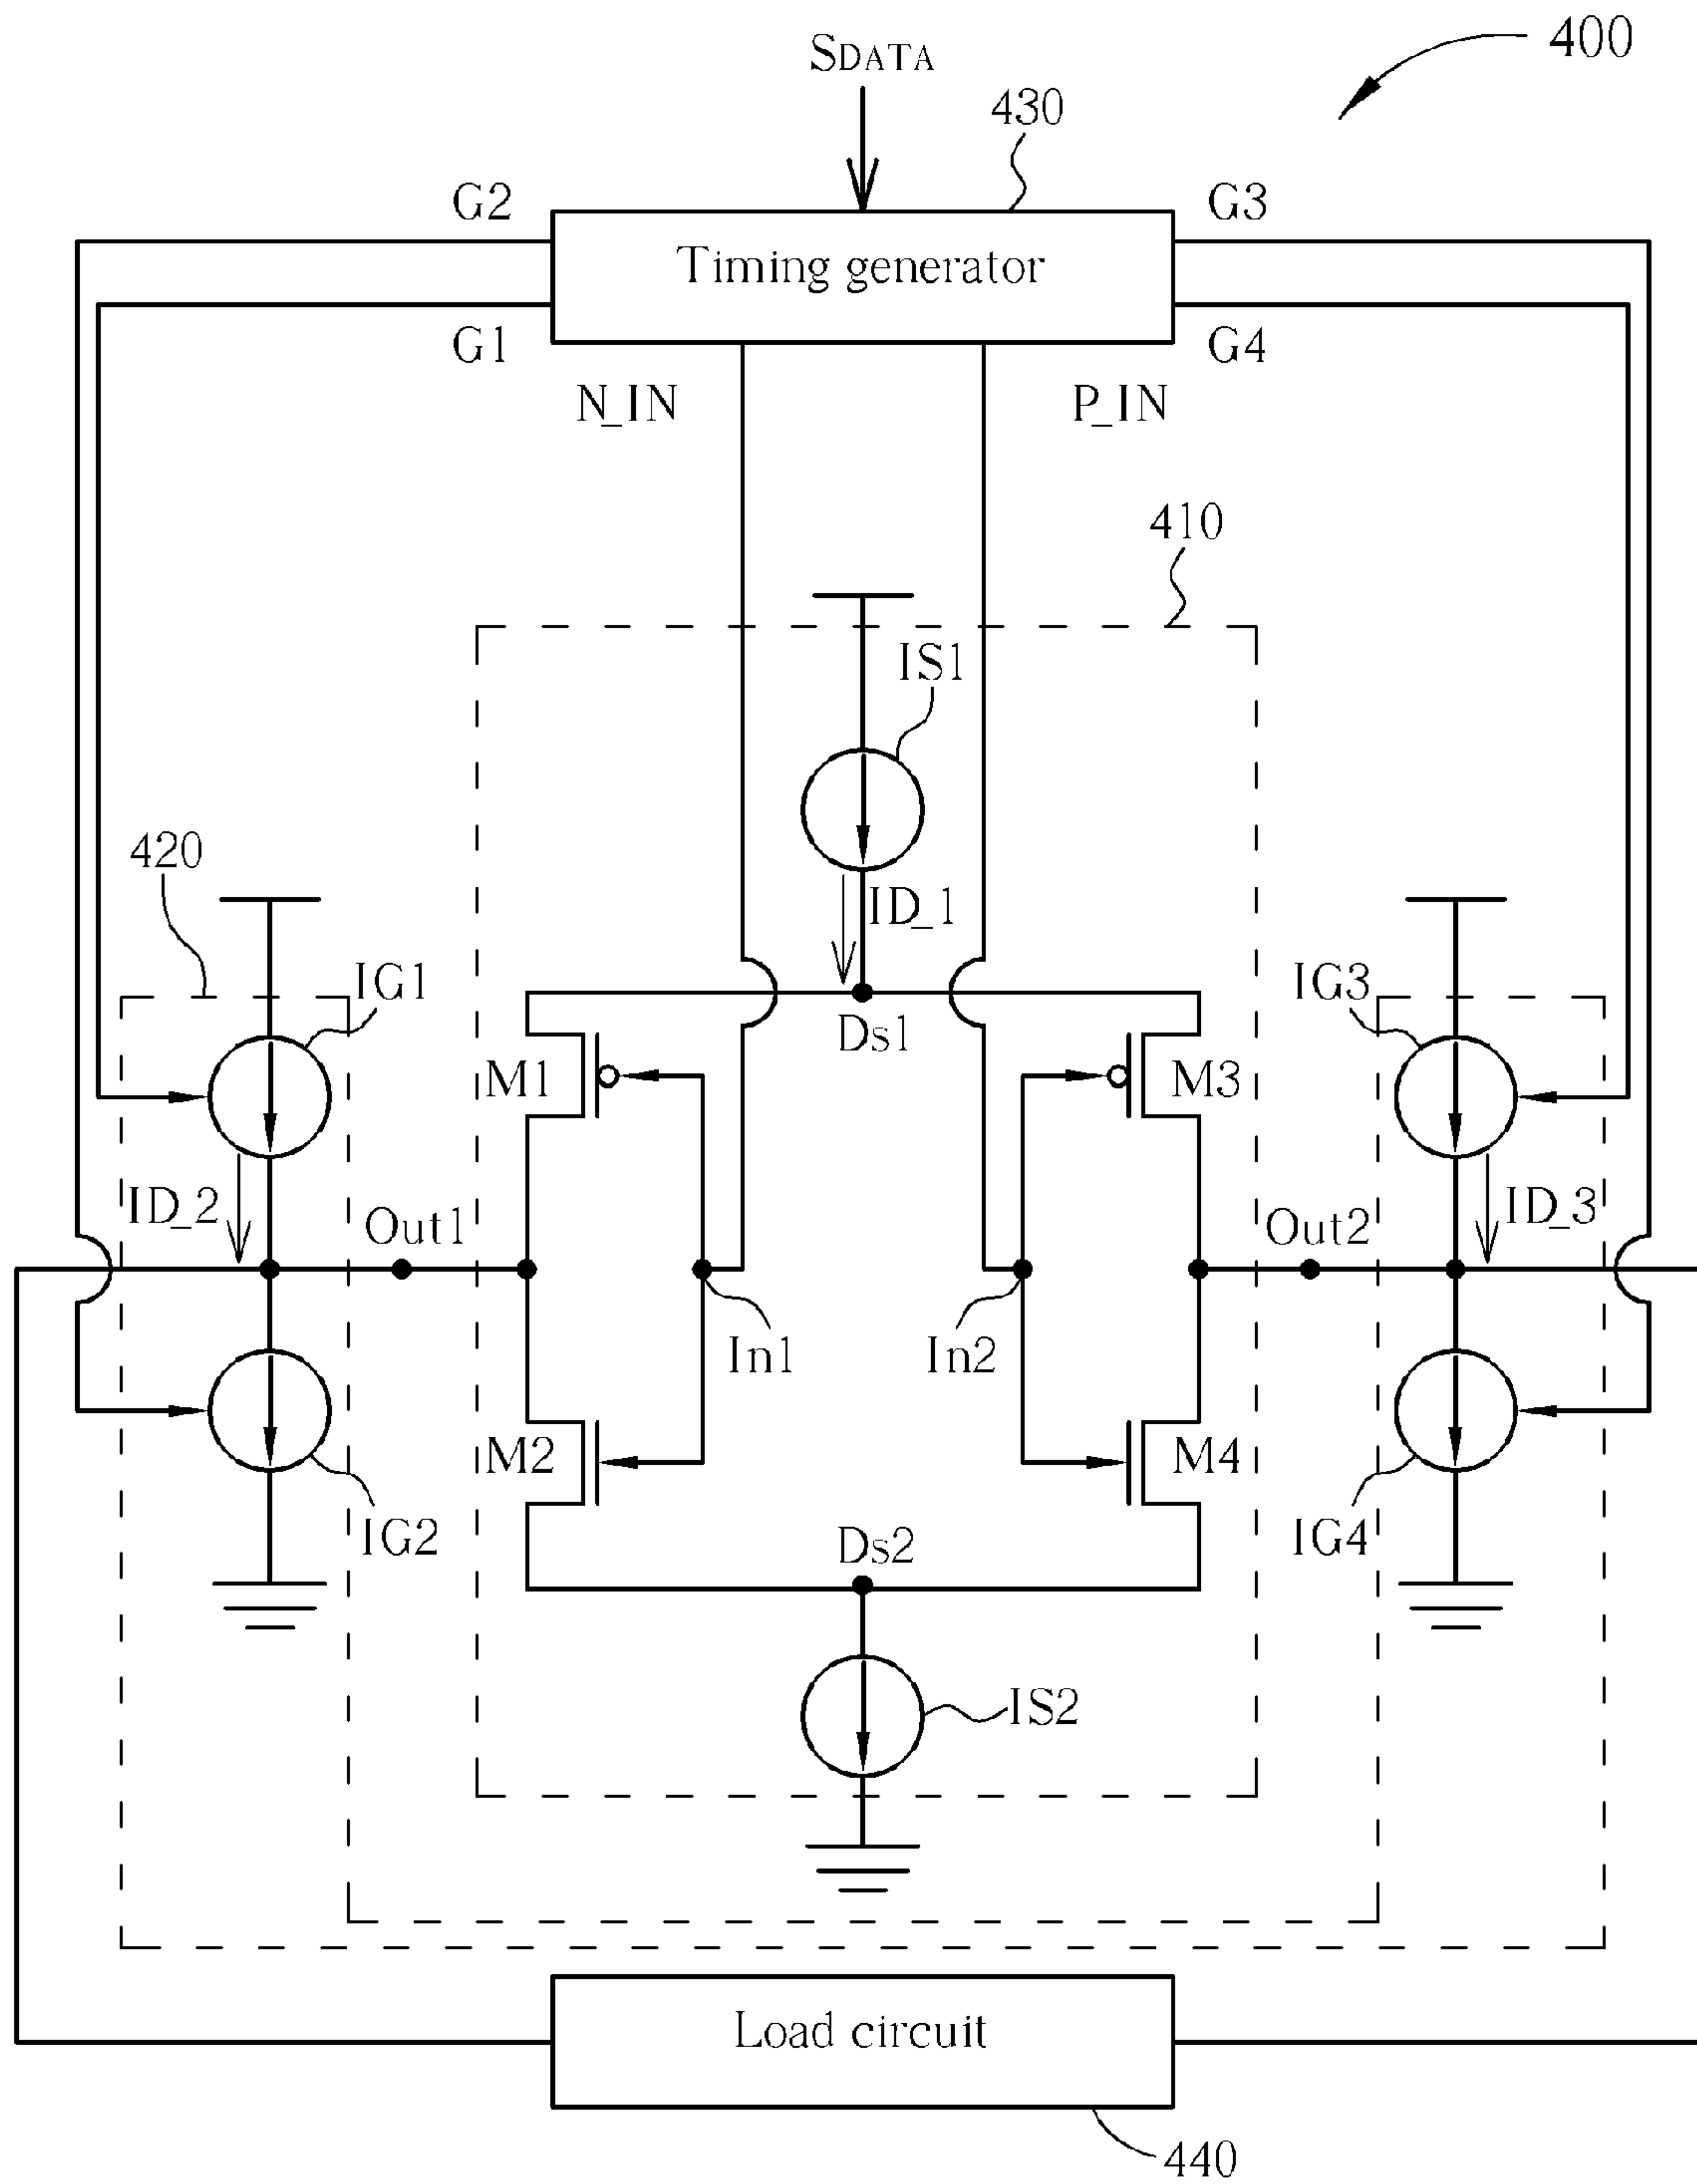 400
SDATA
430
G2
G3
Timing generator
G1
G4
N_IN
P_IN
410
IS1
420
ID_1
IG1
IG3
Ds1
M1
M3
ID_2
Out1
Out2
ID_3
In1
In2
M2
M4
IG2
Ds2
IG4
IS2
Load circuit
440